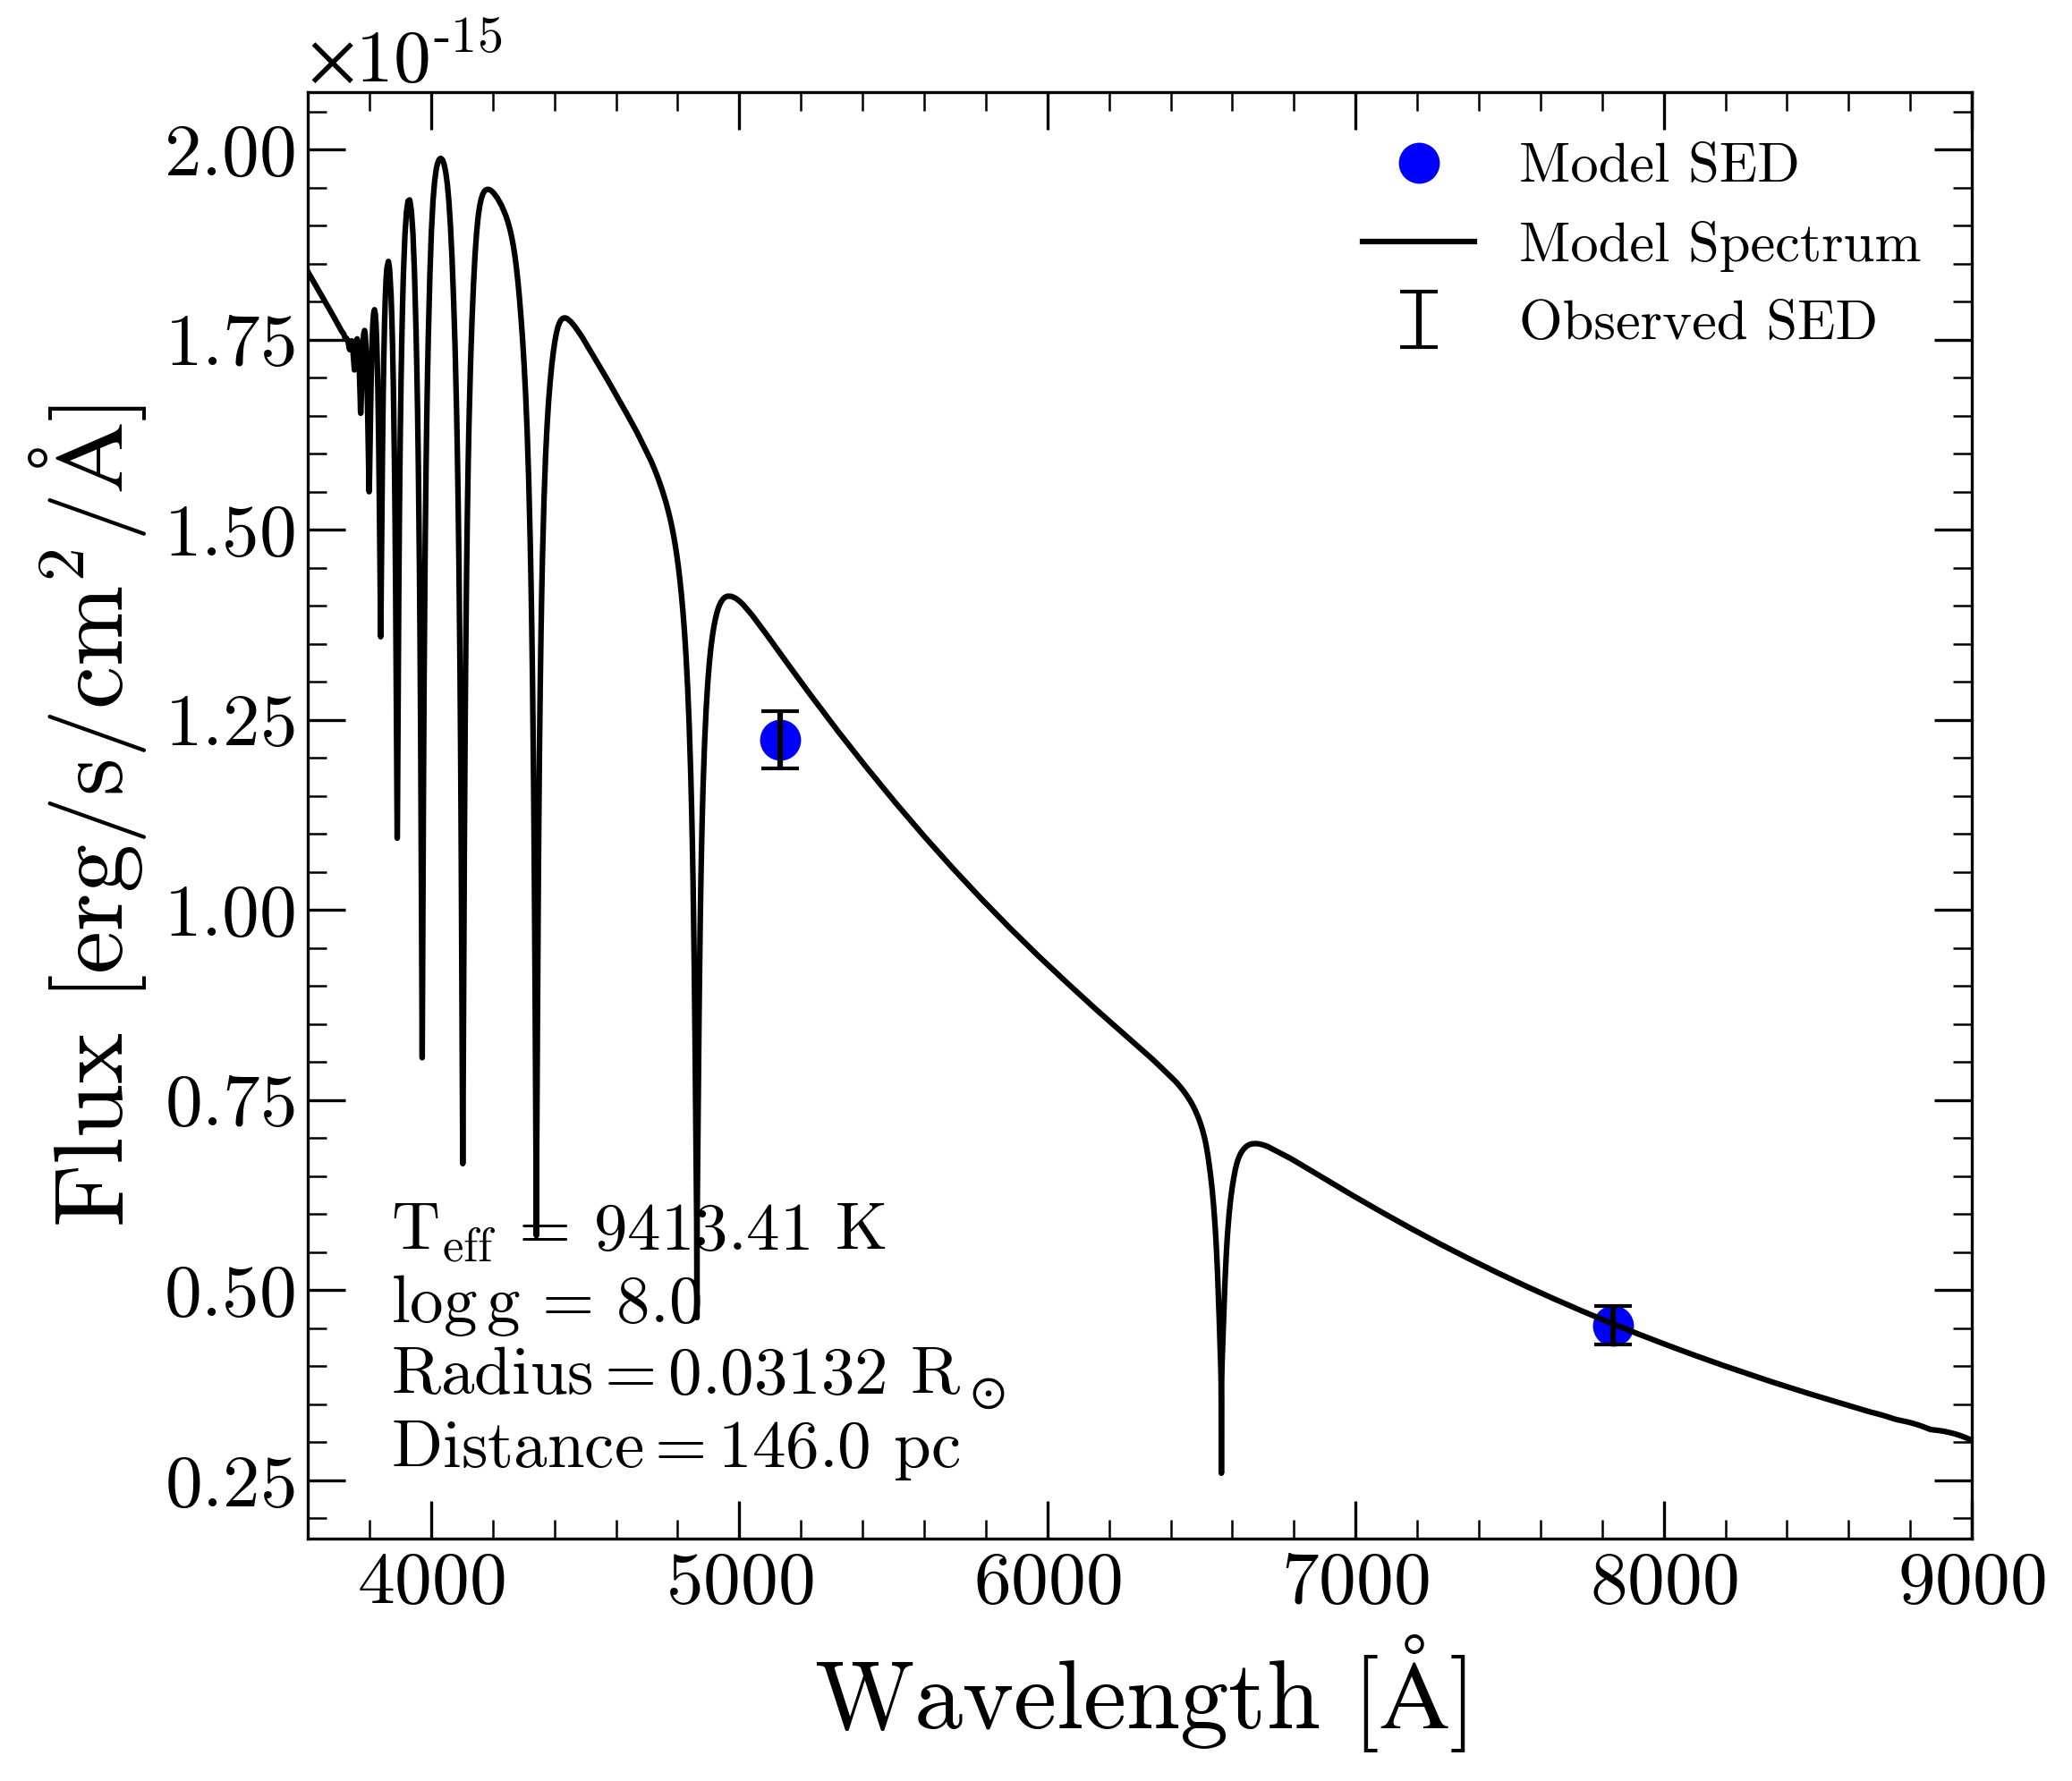 ×10⁻¹⁵
2.00
1.75
1.50
1.25
1.00
0.75
0.50
0.25
Flux [erg/s/cm²/Å]
Model SED
Model Spectrum
Observed SED
T_eff = 9413.41 K
log g = 8.0
Radius = 0.03132 R_⊙
Distance = 146.0 pc
4000 5000 6000 7000 8000 9000
Wavelength [Å]